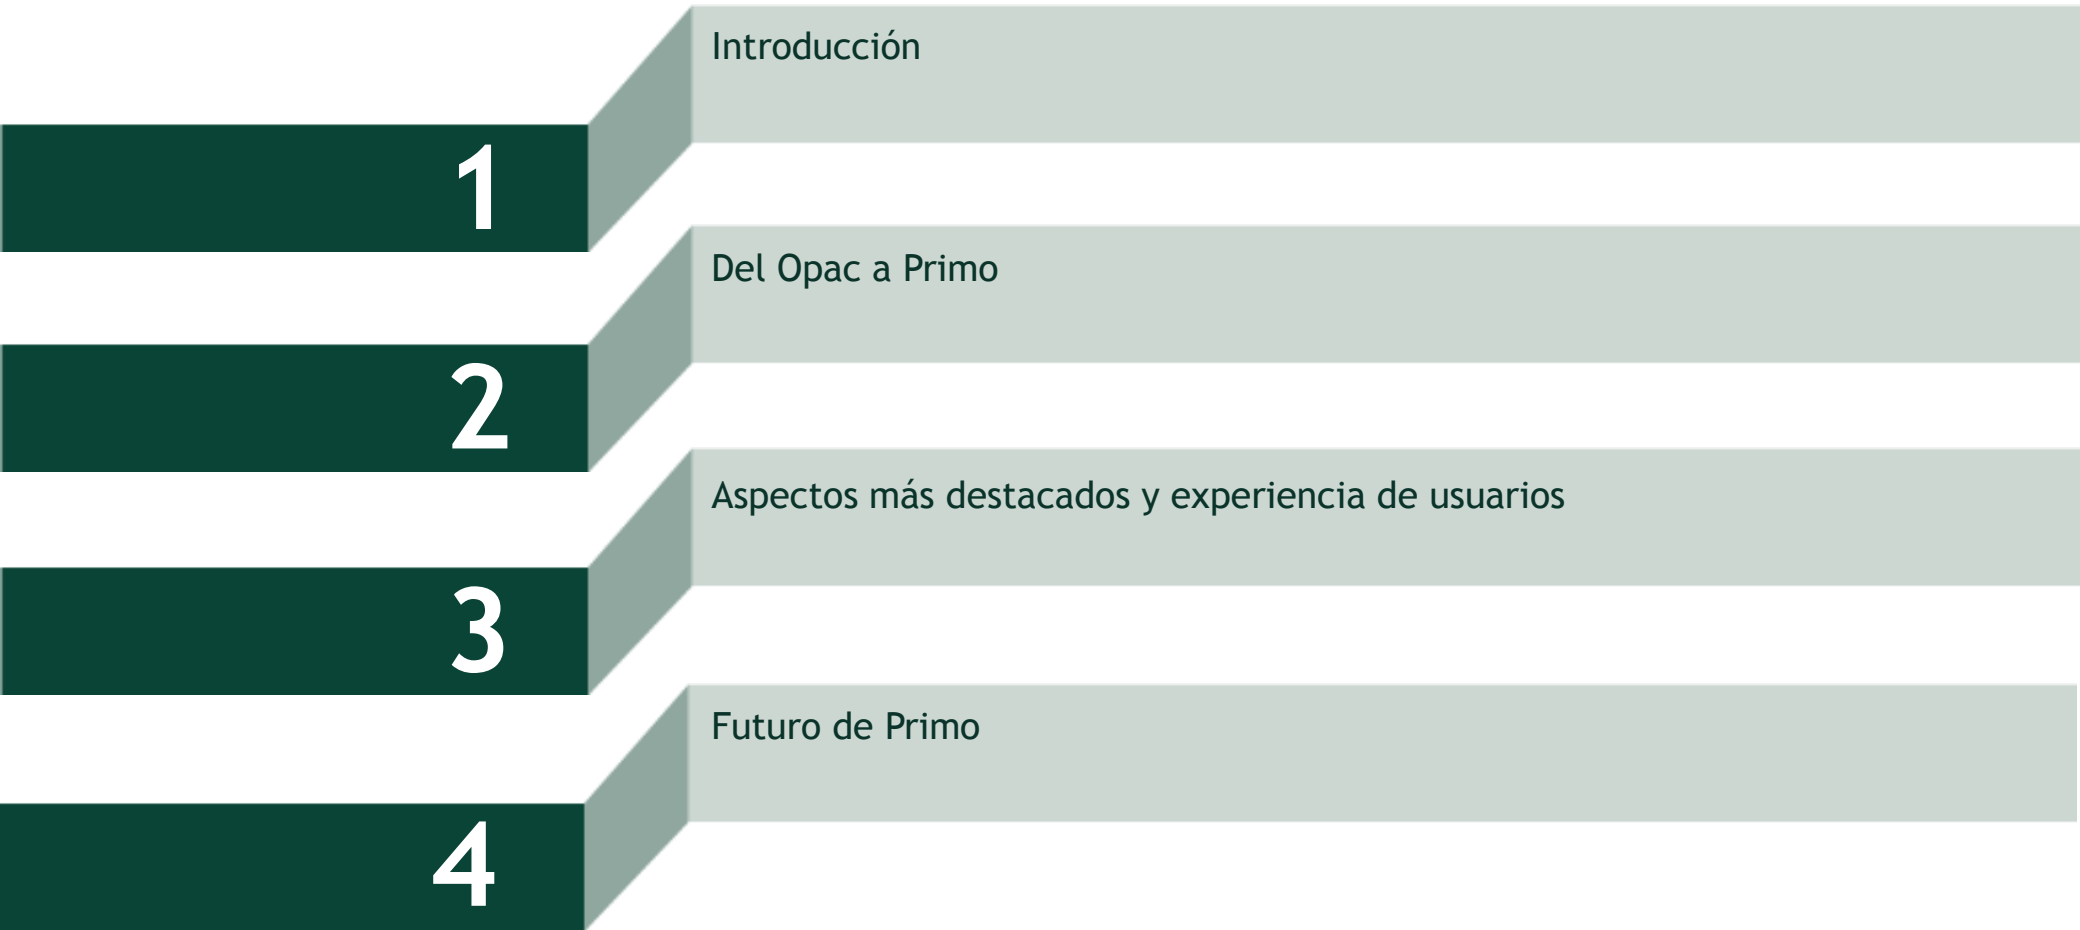 Introducción
1
Del Opac a Primo
2
Aspectos más destacados y experiencia de usuarios
3
Futuro de Primo
4